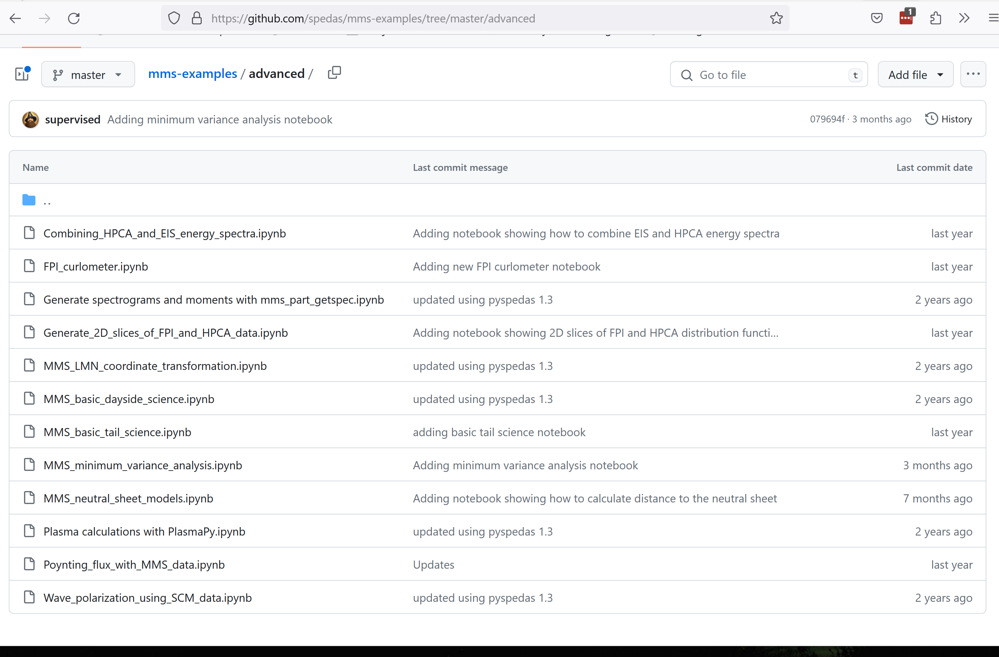 https://github.com/spedas/mms-examples/tree/master/advanced
1
master
mms-examples / advanced /
Go to file
t
Add file
supervised Adding minimum variance analysis notebook
079694f · 3 months ago
History
Name Last commit message Last commit date
..
Combining_HPCA_and_EIS_energy_spectra.ipynb Adding notebook showing how to combine EIS and HPCA energy spectra last year
FPI_curlometer.ipynb Adding new FPI curlometer notebook last year
Generate spectrograms and moments with mms_part_getspec.ipynb updated using pyspedas 1.3 2 years ago
Generate_2D_slices_of_FPI_and_HPCA_data.ipynb Adding notebook showing 2D slices of FPI and HPCA distribution functi... last year
MMS_LMN_coordinate_transformation.ipynb updated using pyspedas 1.3 2 years ago
MMS_basic_dayside_science.ipynb updated using pyspedas 1.3 2 years ago
MMS_basic_tail_science.ipynb adding basic tail science notebook last year
MMS_minimum_variance_analysis.ipynb Adding minimum variance analysis notebook 3 months ago
MMS_neutral_sheet_models.ipynb Adding notebook showing how to calculate distance to the neutral sheet 7 months ago
Plasma calculations with PlasmaPy.ipynb updated using pyspedas 1.3 2 years ago
Poynting_flux_with_MMS_data.ipynb Updates last year
Wave_polarization_using_SCM_data.ipynb updated using pyspedas 1.3 2 years ago